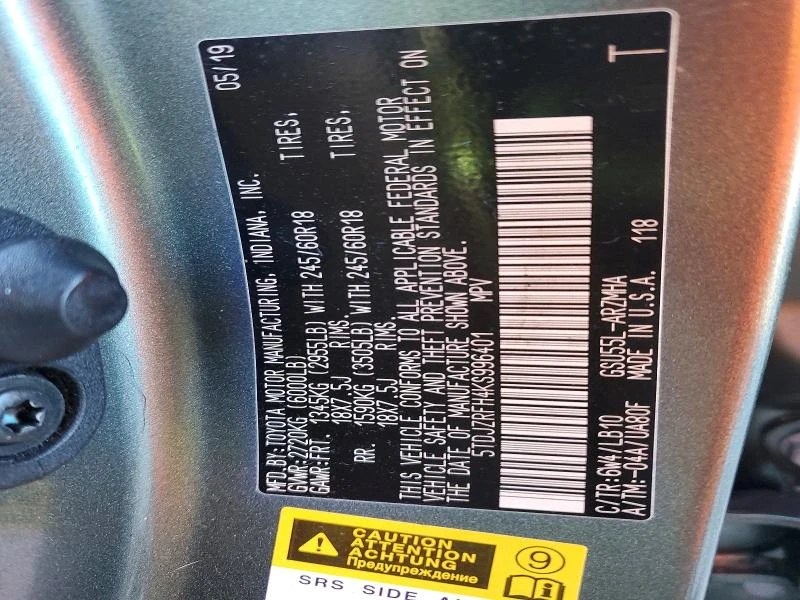 MFD.BY:TOYOTA MOTOR MANUFACTURING, INDIANA, INC. 05/19
GVWR:2720KG (6000LB)
GAWR:FRT. 1345KG (2955LB) WITH 245/60R18 TIRES,
18X7.5J RIMS.
RR. 1590KG (3505LB) WITH 245/60R18 TIRES,
18X7.5J RIMS.
THIS VEHICLE CONFORMS TO ALL APPLICABLE FEDERAL MOTOR
VEHICLE SAFETY AND THEFT PREVENTION STANDARDS IN EFFECT ON
THE DATE OF MANUFACTURE SHOWN ABOVE.
5TDJZRFH4KS996401 MPV
C/TR:6W4/LB10 GSU55L-ARZMHA
A/TM:-04A/UA80F MADE IN U.S.A. 118 T
CAUTION
ATTENTION
ACHTUNG
Предупреждение
9
SRS SIDE